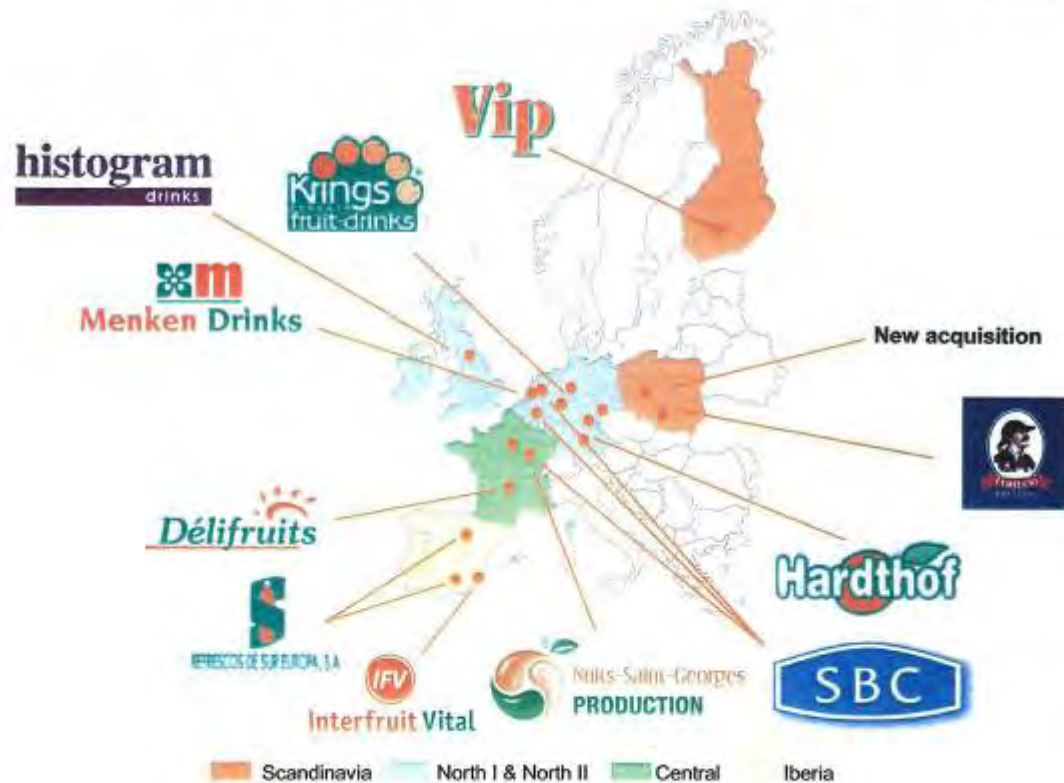 Vip
histogram
drinks
Krings
fruit-drinks
m
Menken Drinks
New acquisition
Délifruits
Hardthof
S
REFRESCOS DE SUR EUROPA, S.A
IFV
Interfruit Vital
Nuits-Saint-Georges
PRODUCTION
SBC
Scandinavia
North I & North II
Central
Iberia